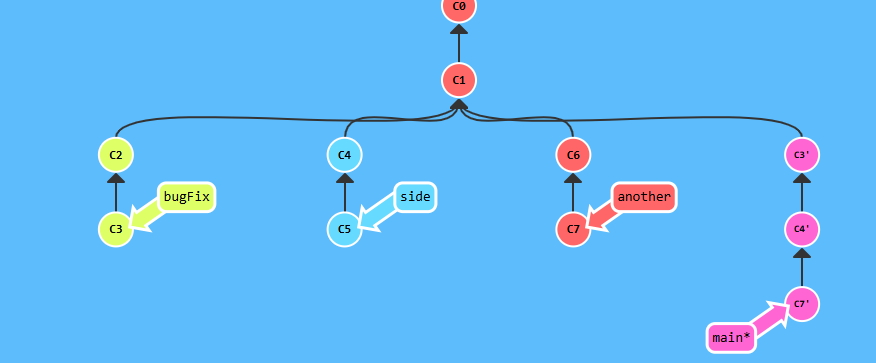 C0
C1
C2
C4
C6
C3'
bugFix
side
another
C3
C5
C7
C4'
C7'
main*